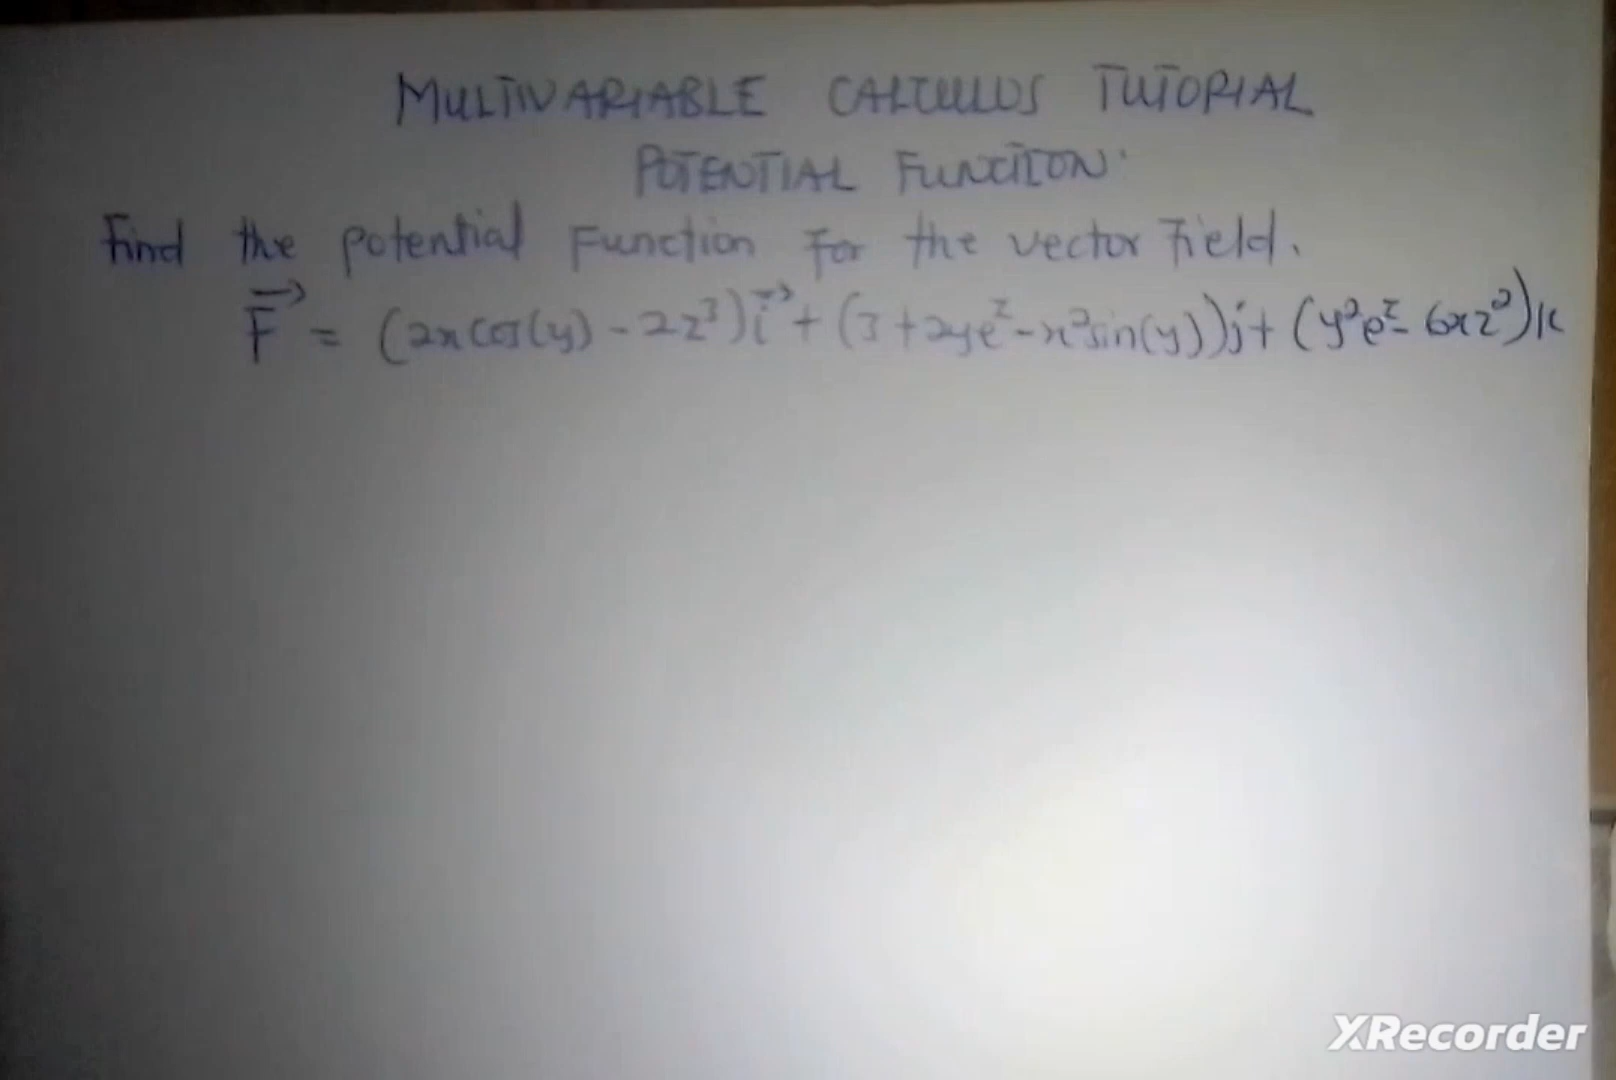 MULTIVARIABLE CALCULUS TUTORIAL
POTENTIAL FUNCTION.
Find the potential Function For the vector Field.
F⃗ = (2x cos(y) - 2z³)i⃗ + (3 + 2ye^z - x²sin(y))j + (y²e^z - 6xz²)k
XRecorder